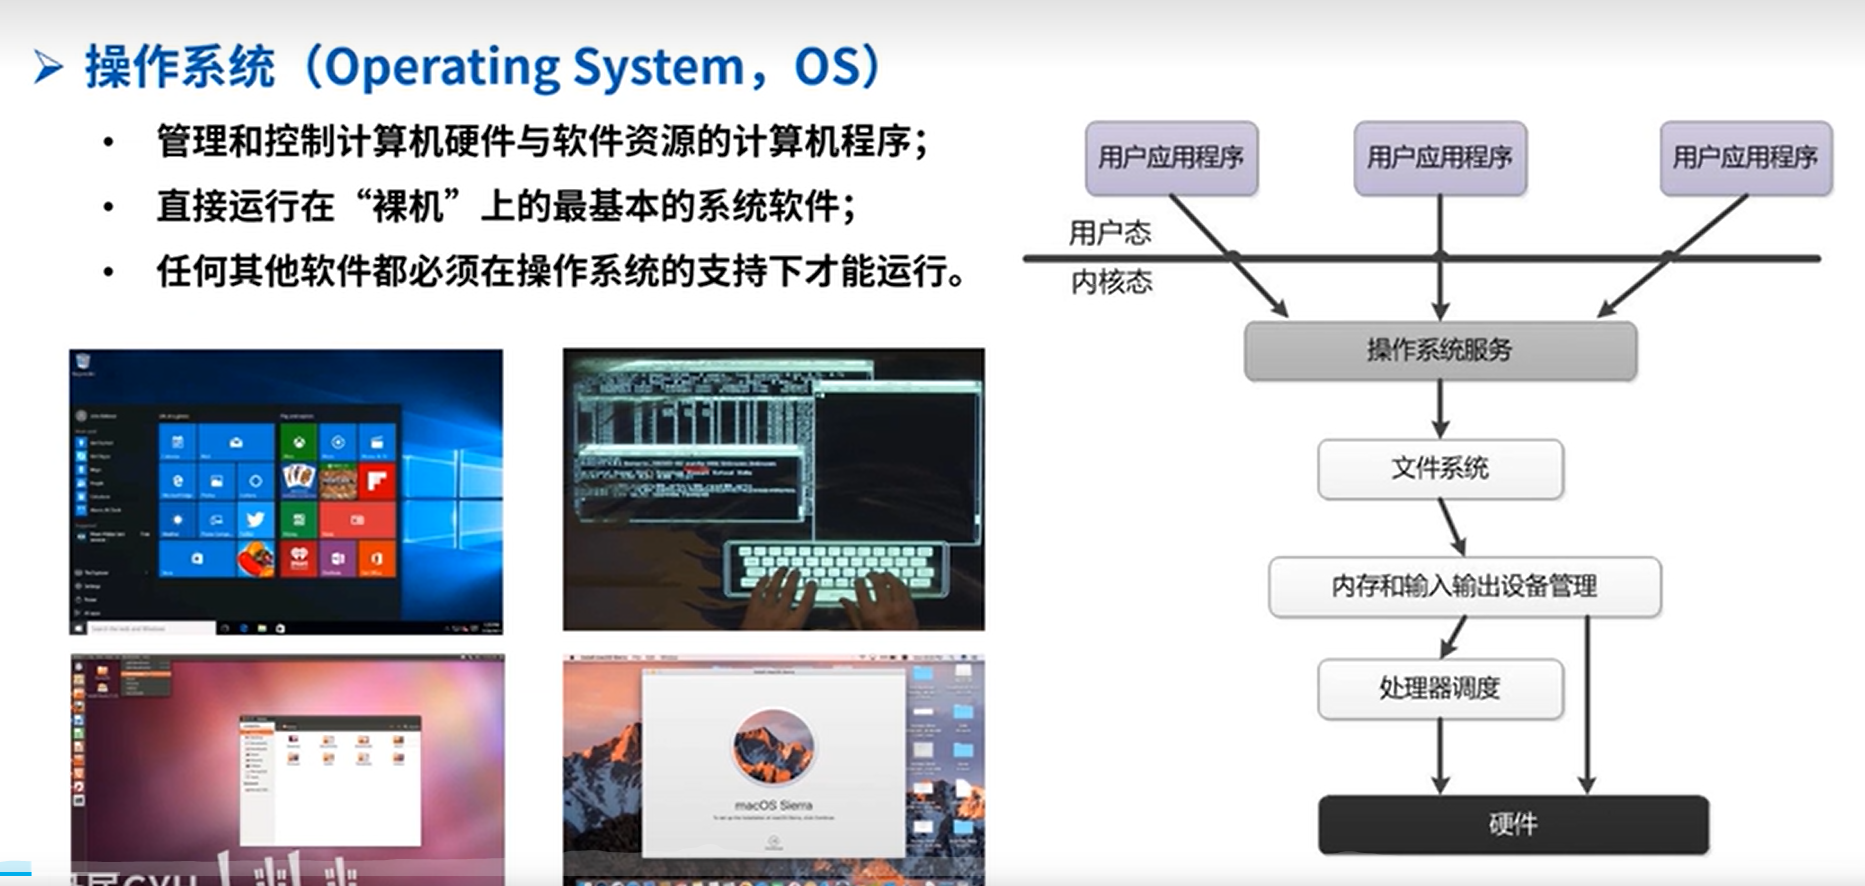 操作系统（Operating System，OS）
• 管理和控制计算机硬件与软件资源的计算机程序；
• 直接运行在“裸机”上的最基本的系统软件；
• 任何其他软件都必须在操作系统的支持下才能运行。
用户应用程序
用户应用程序
用户应用程序
用户态
内核态
操作系统服务
文件系统
内存和输入输出设备管理
处理器调度
硬件
macOS Sierra